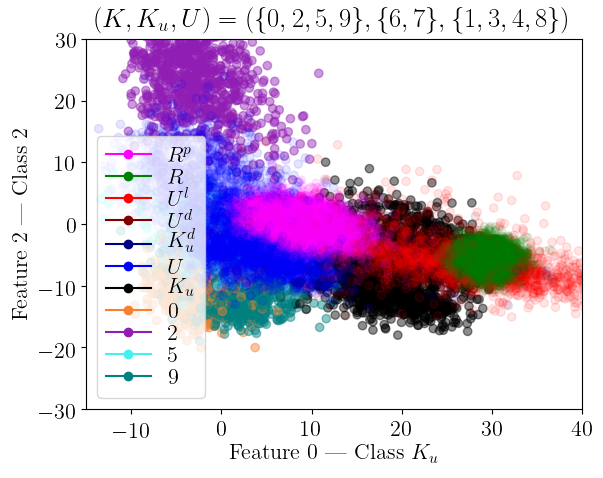 (K, K_u, U) = ({0, 2, 5, 9}, {6, 7}, {1, 3, 4, 8})
30
20
10
0
−10
−20
−30
Feature 2 — Class 2
R^p
R
U^l
U^d
K_u^d
U
K_u
0
2
5
9
−10
0
10
20
30
40
Feature 0 — Class K_u